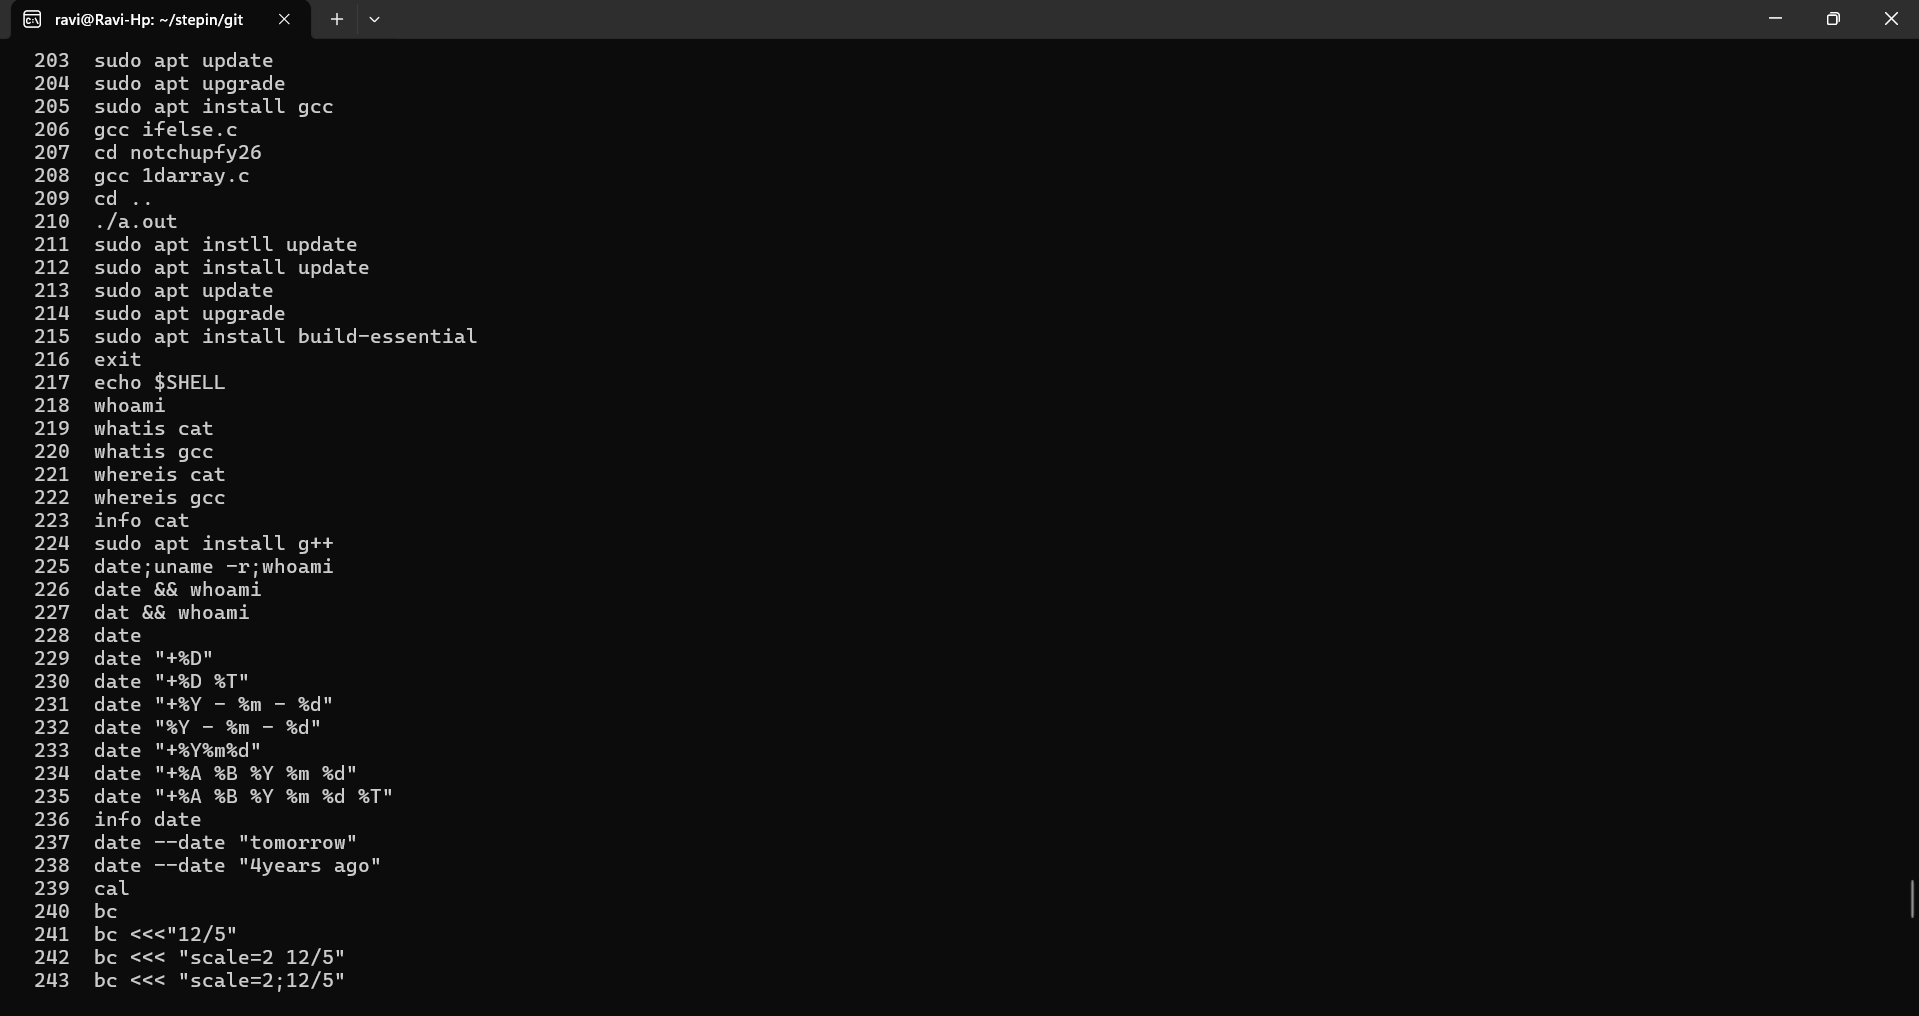 ravi@Ravi-Hp: ~/stepin/git
203 sudo apt update
204 sudo apt upgrade
205 sudo apt install gcc
206 gcc ifelse.c
207 cd notchupfy26
208 gcc 1darray.c
209 cd ..
210 ./a.out
211 sudo apt instll update
212 sudo apt install update
213 sudo apt update
214 sudo apt upgrade
215 sudo apt install build-essential
216 exit
217 echo $SHELL
218 whoami
219 whatis cat
220 whatis gcc
221 whereis cat
222 whereis gcc
223 info cat
224 sudo apt install g++
225 date;uname -r;whoami
226 date && whoami
227 dat && whoami
228 date
229 date "+%D"
230 date "+%D %T"
231 date "+%Y - %m - %d"
232 date "%Y - %m - %d"
233 date "+%Y%m%d"
234 date "+%A %B %Y %m %d"
235 date "+%A %B %Y %m %d %T"
236 info date
237 date --date "tomorrow"
238 date --date "4years ago"
239 cal
240 bc
241 bc <<<"12/5"
242 bc <<< "scale=2 12/5"
243 bc <<< "scale=2;12/5"